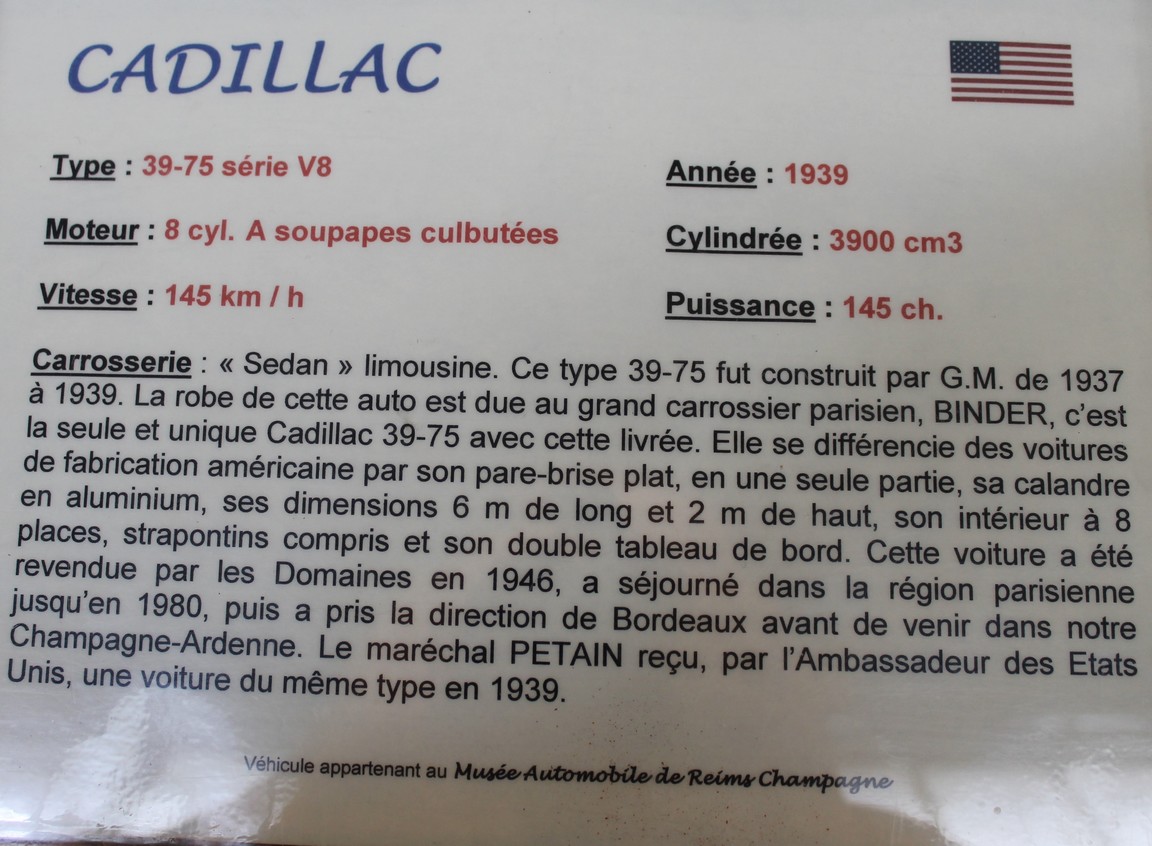 CADILLAC
Type : 39-75 série V8
Année : 1939
Moteur : 8 cyl. A soupapes culbutées
Cylindrée : 3900 cm3
Vitesse : 145 km / h
Puissance : 145 ch.
Carrosserie : « Sedan » limousine. Ce type 39-75 fut construit par G.M. de 1937
à 1939. La robe de cette auto est due au grand carrossier parisien, BINDER, c'est
la seule et unique Cadillac 39-75 avec cette livrée. Elle se différencie des voitures
de fabrication américaine par son pare-brise plat, en une seule partie, sa calandre
en aluminium, ses dimensions 6 m de long et 2 m de haut, son intérieur à 8
places, strapontins compris et son double tableau de bord. Cette voiture a été
revendue par les Domaines en 1946, a séjourné dans la région parisienne
jusqu'en 1980, puis a pris la direction de Bordeaux avant de venir dans notre
Champagne-Ardenne. Le maréchal PETAIN reçu, par l'Ambassadeur des Etats
Unis, une voiture du même type en 1939.
Véhicule appartenant au Musée Automobile de Reims Champagne